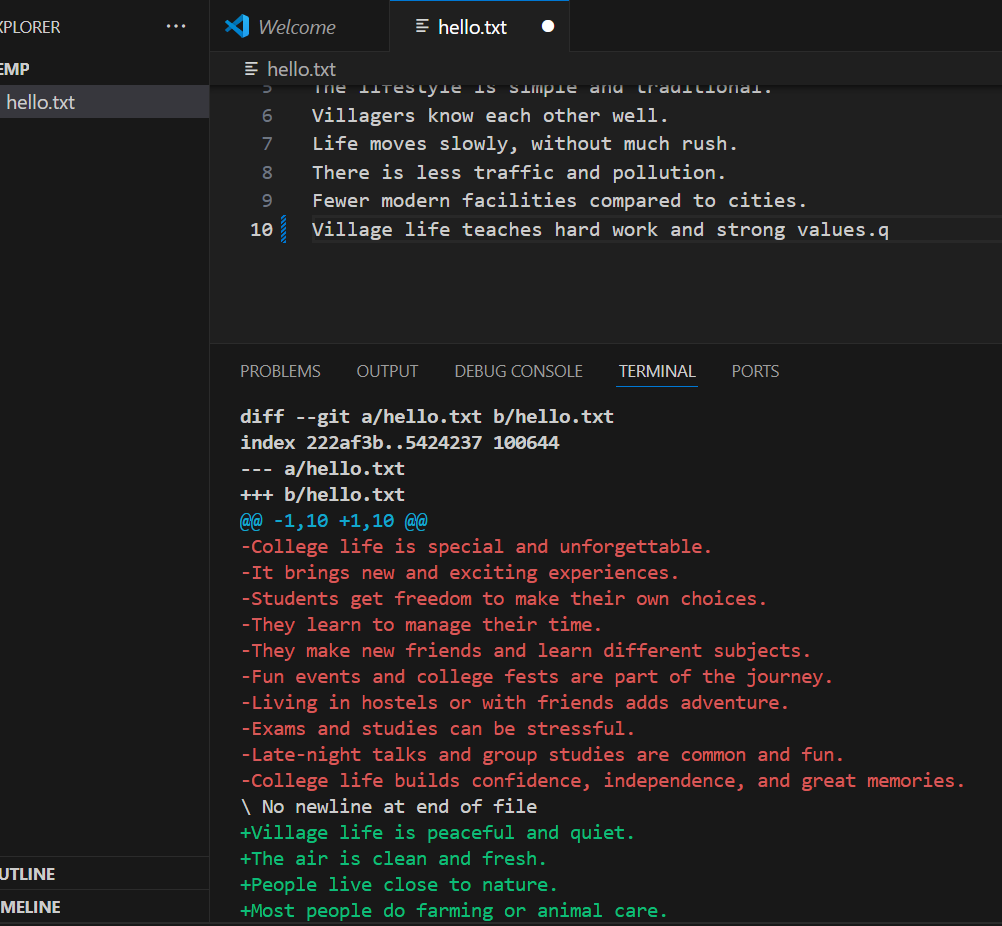 XPLORER ...
Welcome
hello.txt
EMP
hello.txt
hello.txt
5 The lifestyle is simple and traditional.
6 Villagers know each other well.
7 Life moves slowly, without much rush.
8 There is less traffic and pollution.
9 Fewer modern facilities compared to cities.
10 Village life teaches hard work and strong values.q
PROBLEMS OUTPUT DEBUG CONSOLE TERMINAL PORTS
diff --git a/hello.txt b/hello.txt
index 222af3b..5424237 100644
--- a/hello.txt
+++ b/hello.txt
@@ -1,10 +1,10 @@
-College life is special and unforgettable.
-It brings new and exciting experiences.
-Students get freedom to make their own choices.
-They learn to manage their time.
-They make new friends and learn different subjects.
-Fun events and college fests are part of the journey.
-Living in hostels or with friends adds adventure.
-Exams and studies can be stressful.
-Late-night talks and group studies are common and fun.
-College life builds confidence, independence, and great memories.
\ No newline at end of file
+Village life is peaceful and quiet.
+The air is clean and fresh.
+People live close to nature.
+Most people do farming or animal care.
UTLINE
MELINE